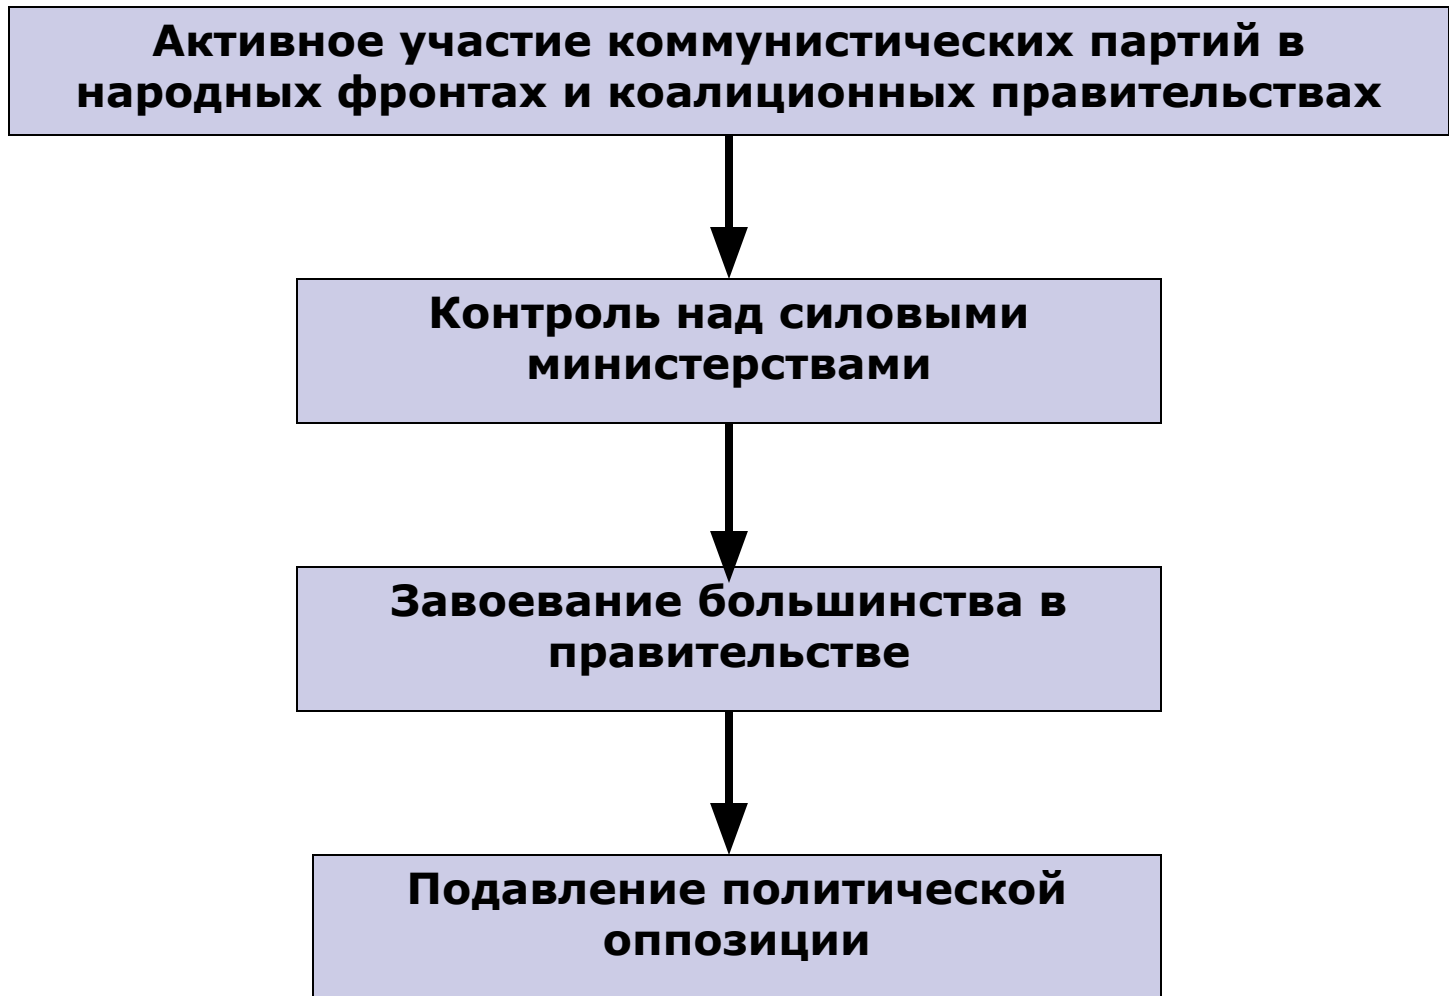 Активное участие коммунистических партий в
народных фронтах и коалиционных правительствах
Контроль над силовыми
министерствами
Завоевание большинства в
правительстве
Подавление политической
оппозиции